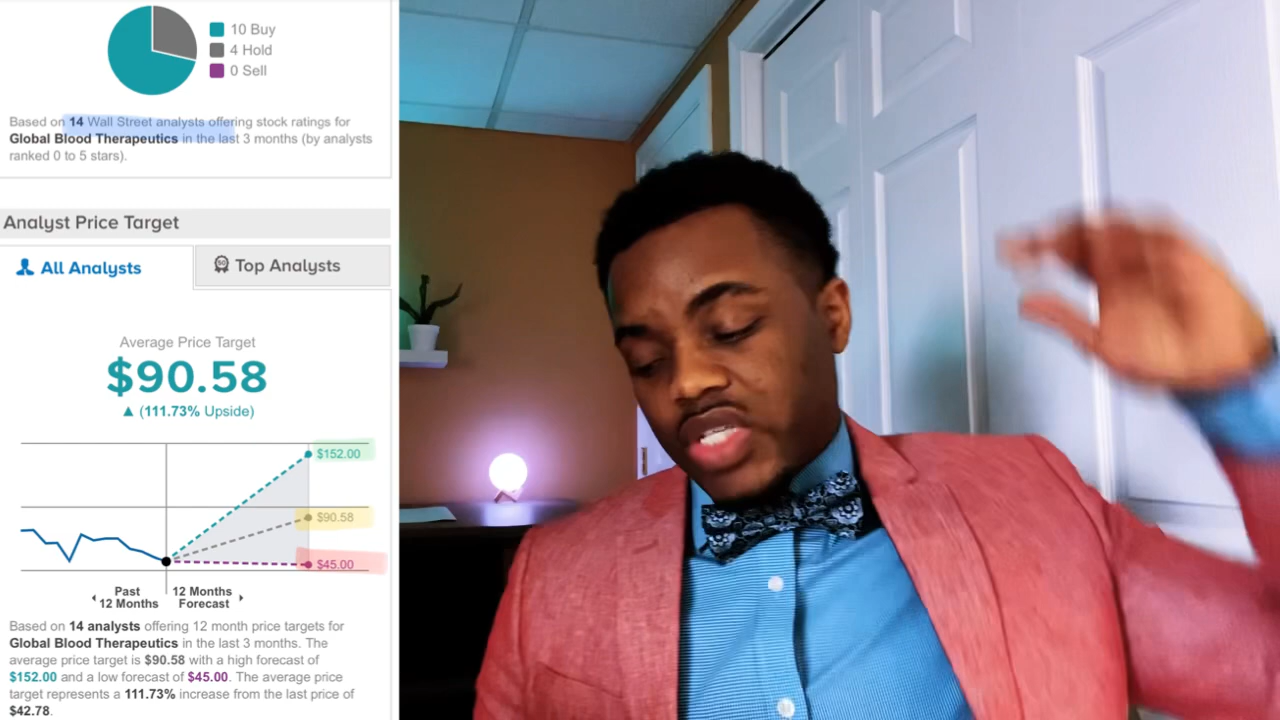 10 Buy
4 Hold
0 Sell
Based on 14 Wall Street analysts offering stock ratings for
Global Blood Therapeutics in the last 3 months (by analysts
ranked 0 to 5 stars).
Analyst Price Target
All Analysts
Top Analysts
Average Price Target
$90.58
▲ (111.73% Upside)
$152.00
$90.58
$45.00
Past
12 Months
12 Months
Forecast
Based on 14 analysts offering 12 month price targets for
Global Blood Therapeutics in the last 3 months. The
average price target is $90.58 with a high forecast of
$152.00 and a low forecast of $45.00. The average price
target represents a 111.73% increase from the last price of
$42.78.